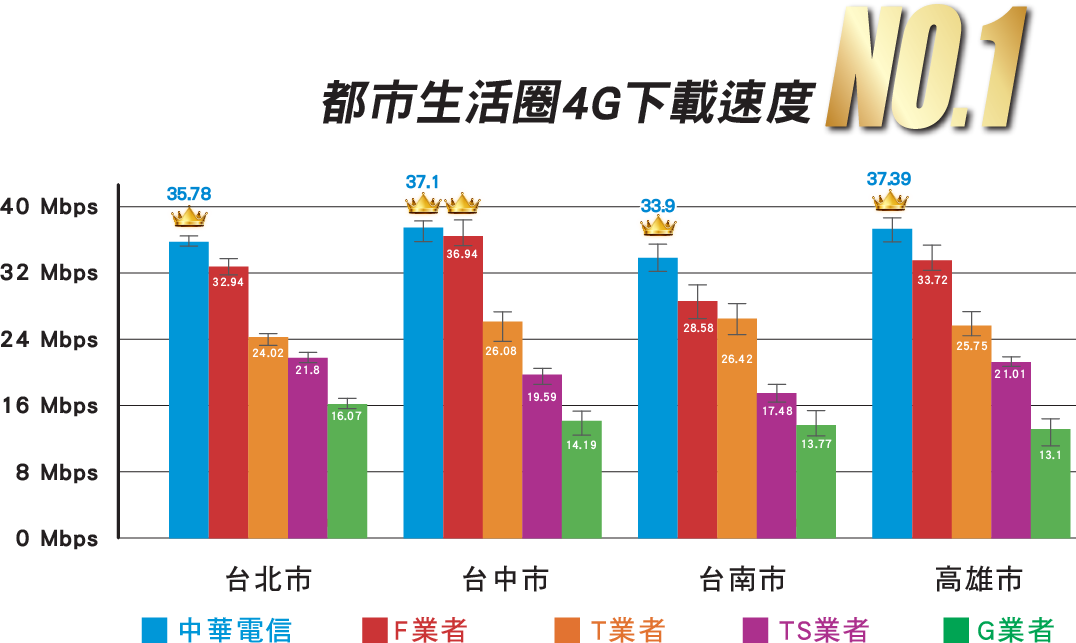 都市生活圈4G下載速度 NO.1
35.78 37.1 33.9 37.39
40 Mbps
32 Mbps
24 Mbps
16 Mbps
8 Mbps
0 Mbps
32.94 24.02 21.8 16.07
36.94 26.08 19.59 14.19
28.58 26.42 17.48 13.77
33.72 25.75 21.01 13.1
台北市 台中市 台南市 高雄市
中華電信 F業者 T業者 TS業者 G業者